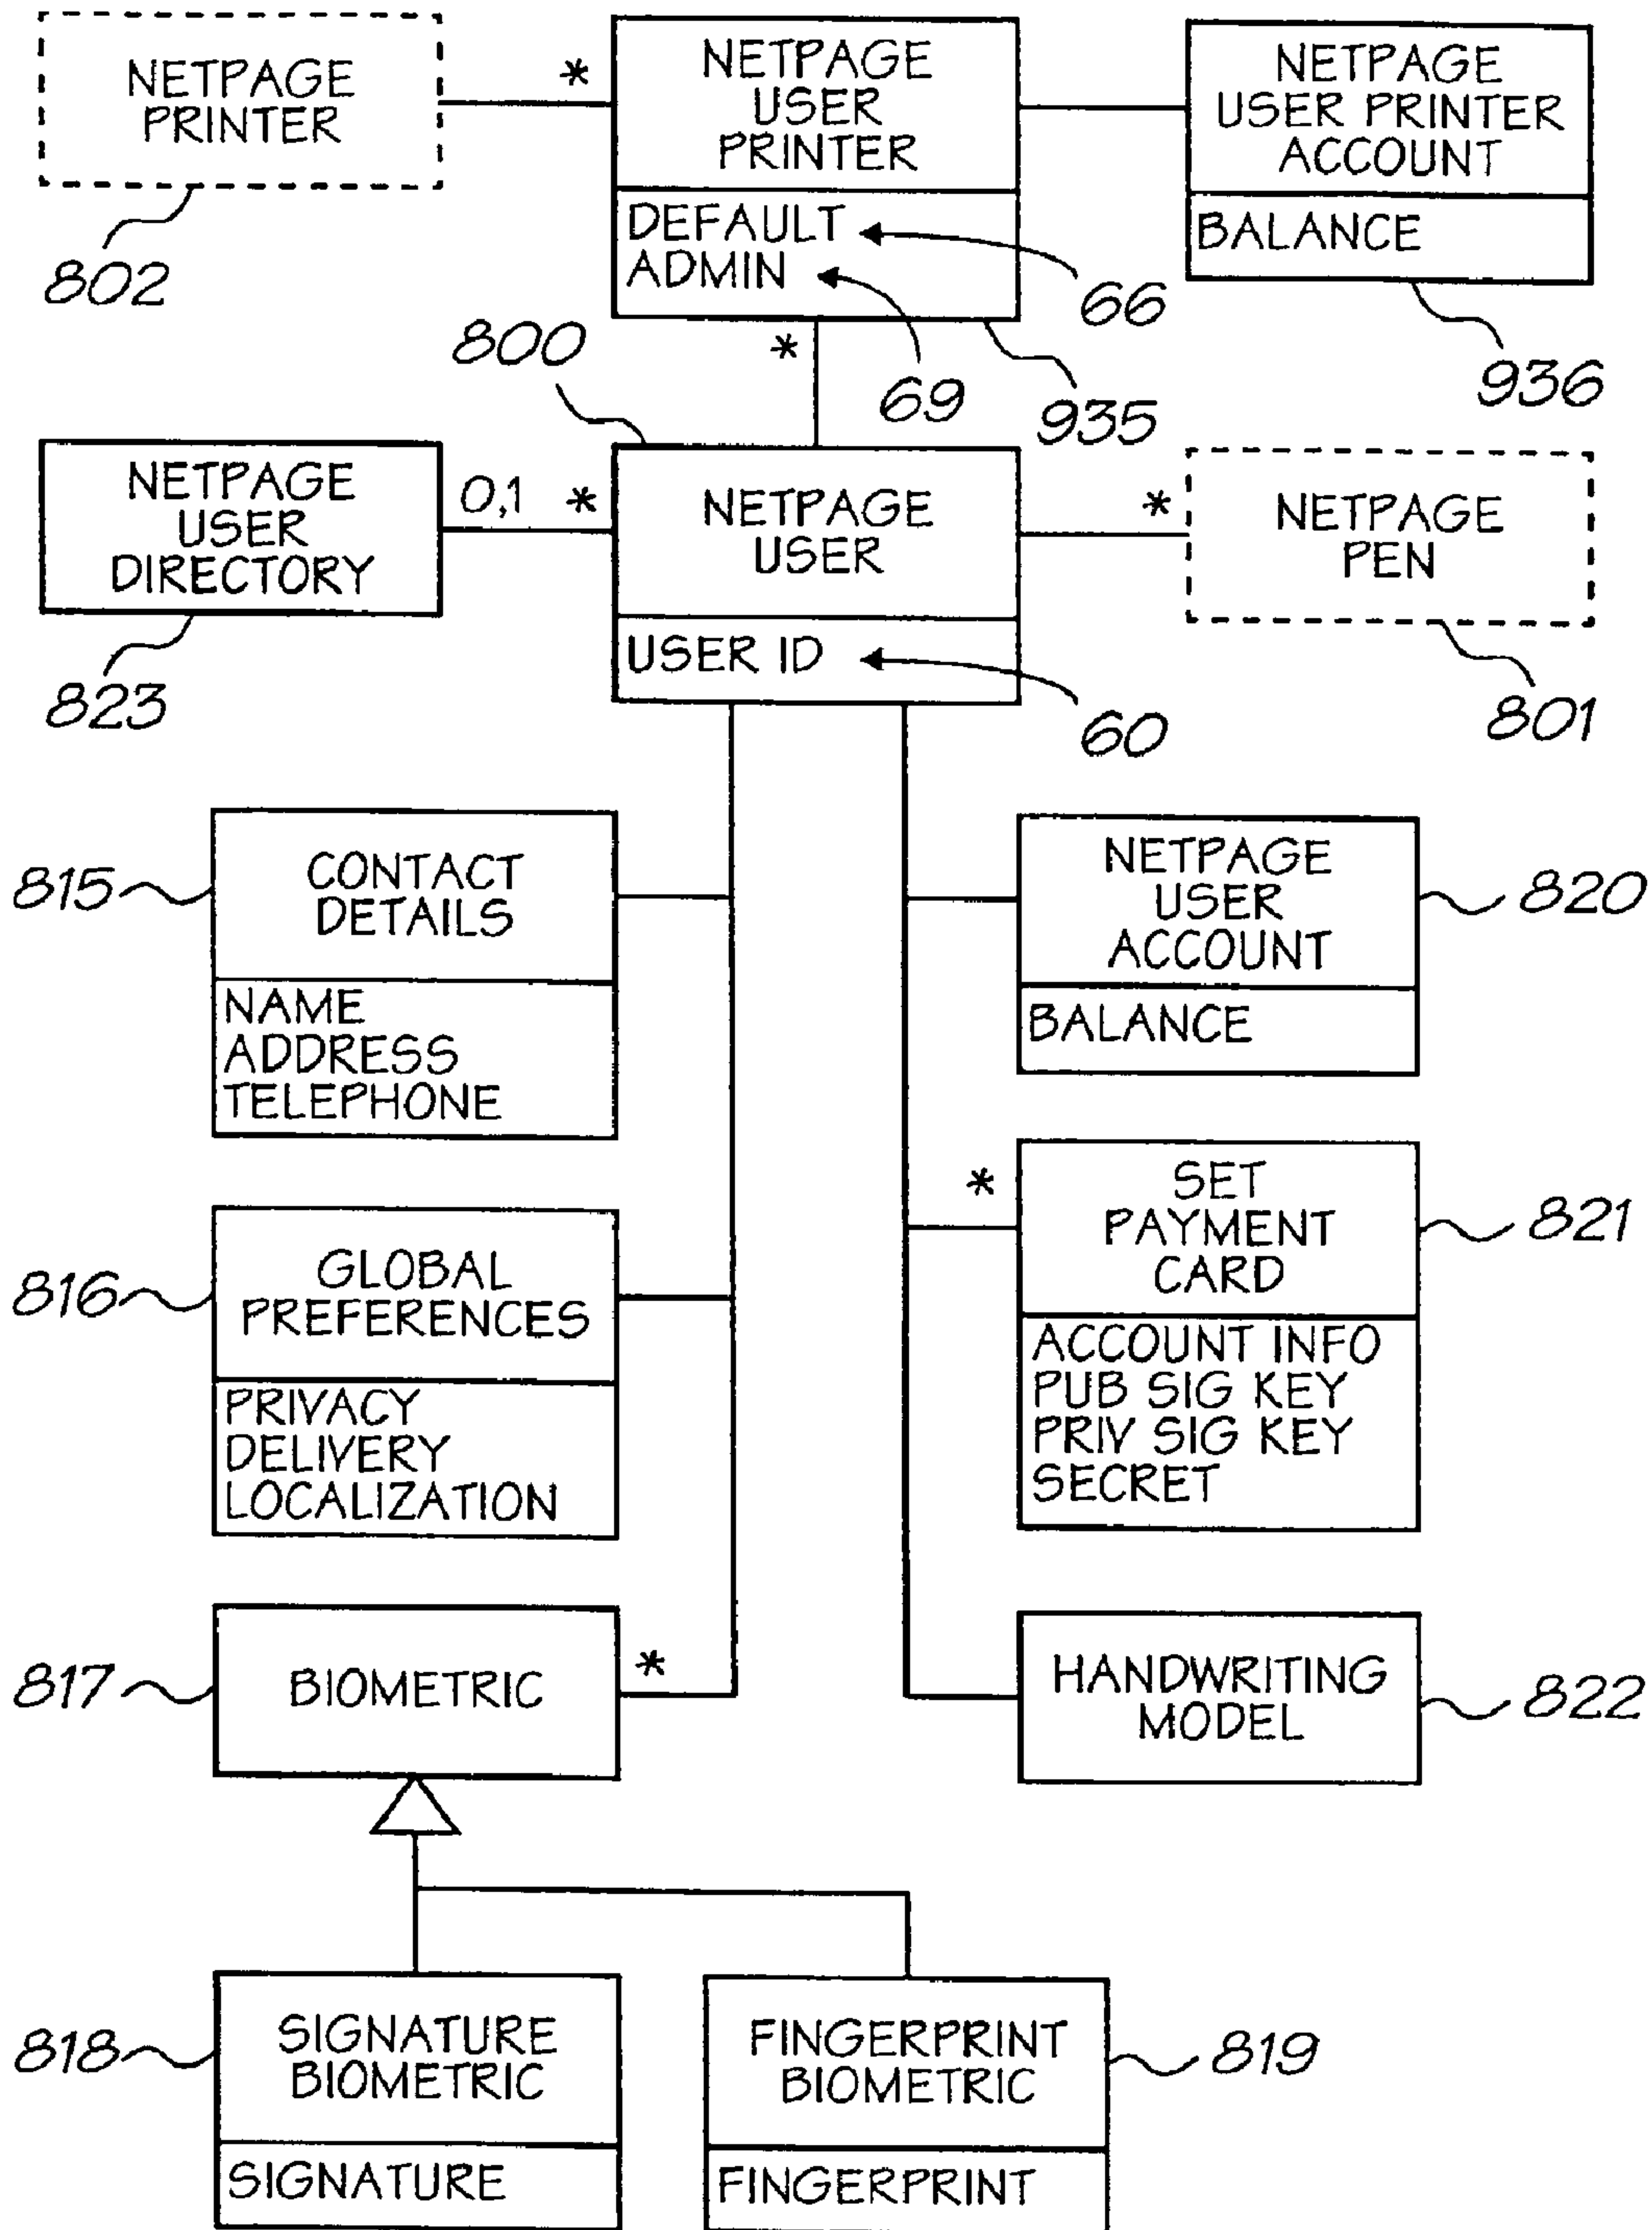 NETPAGE
PRINTER
802
*
NETPAGE
USER
PRINTER
DEFAULT
ADMIN
66
69
935
*
NETPAGE
USER PRINTER
ACCOUNT
BALANCE
936
800
NETPAGE
USER
DIRECTORY
823
0,1 *
NETPAGE
USER
USER ID
60
*
NETPAGE
PEN
801
815
CONTACT
DETAILS
NAME
ADDRESS
TELEPHONE
NETPAGE
USER
ACCOUNT
BALANCE
820
816
GLOBAL
PREFERENCES
PRIVACY
DELIVERY
LOCALIZATION
*
SET
PAYMENT
CARD
ACCOUNT INFO
PUB SIG KEY
PRIV SIG KEY
SECRET
821
817
BIOMETRIC
*
HANDWRITING
MODEL
822
818
SIGNATURE
BIOMETRIC
SIGNATURE
FINGERPRINT
BIOMETRIC
FINGERPRINT
819